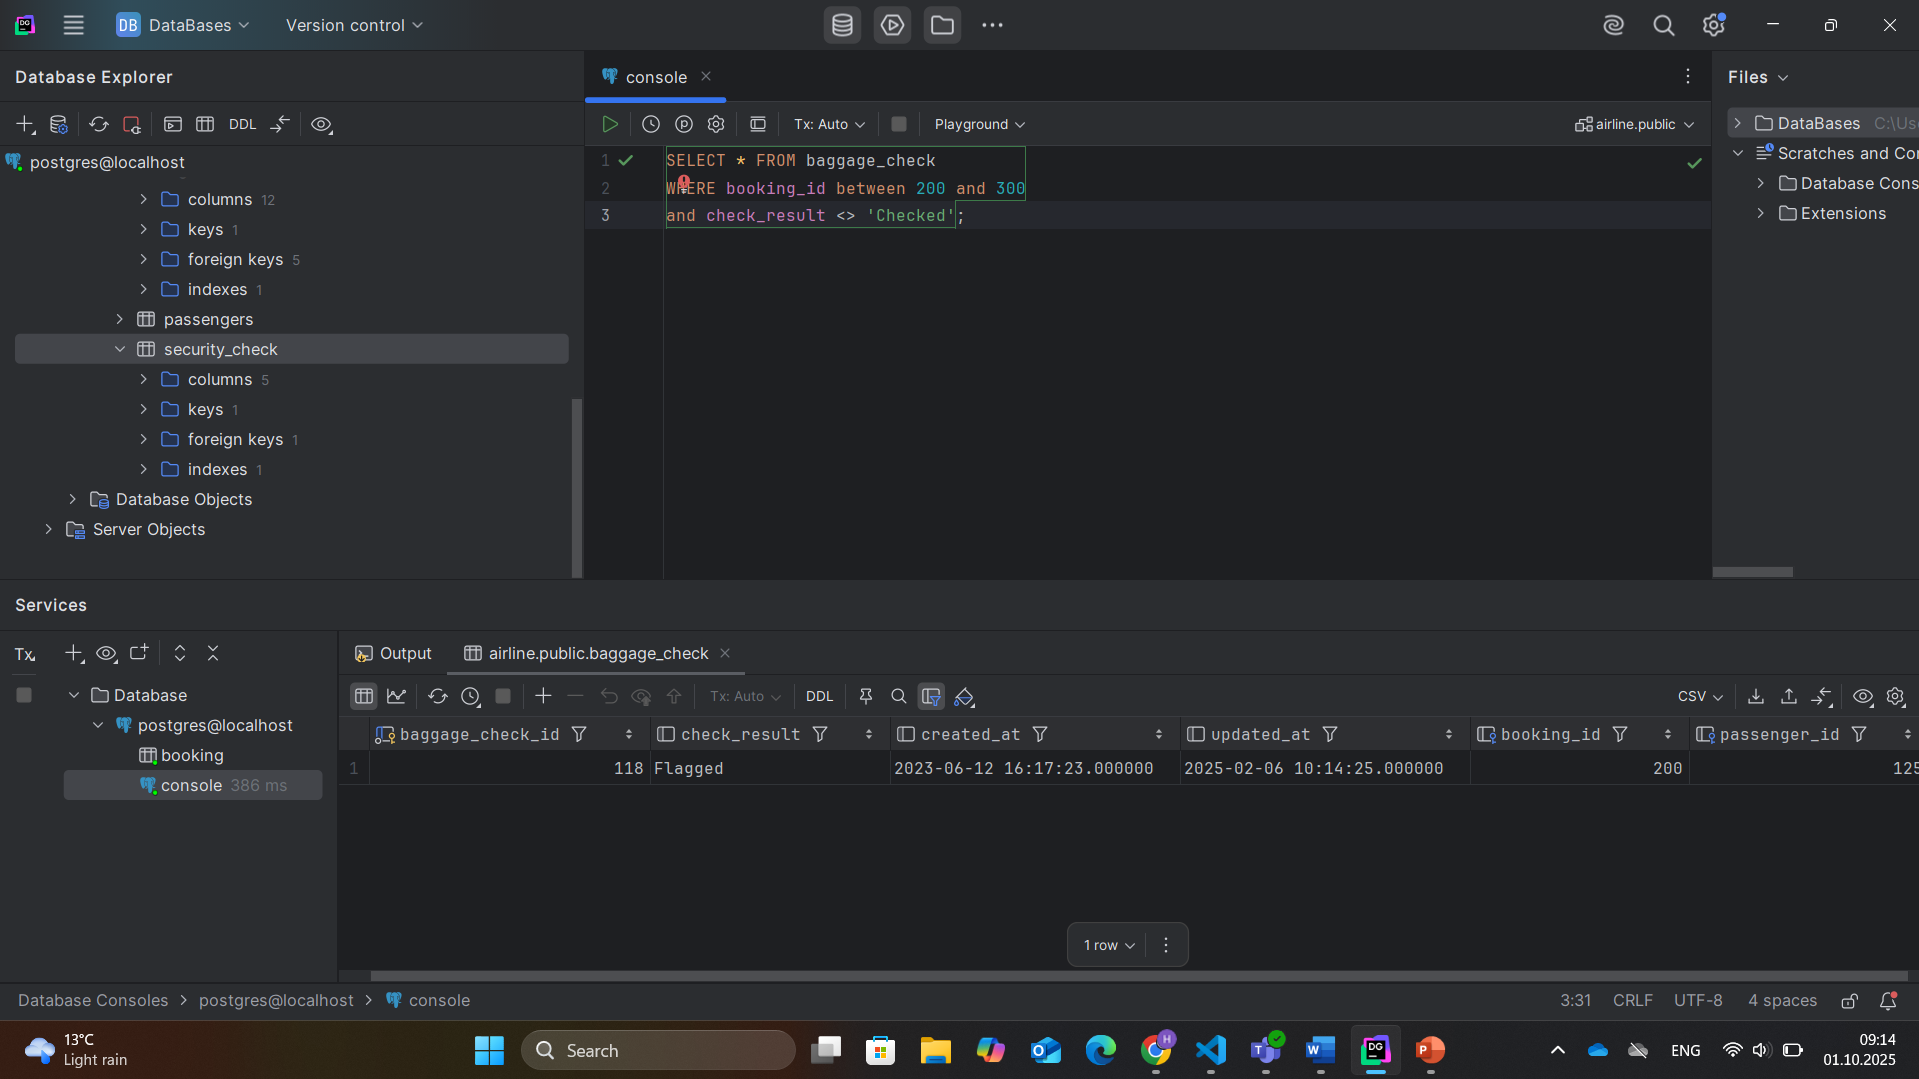 DB DataBases
Version control
Database Explorer
DDL
postgres@localhost
columns 12
keys 1
foreign keys 5
indexes 1
passengers
security_check
columns 5
keys 1
foreign keys 1
indexes 1
Database Objects
Server Objects
console
Tx: Auto
Playground
airline.public
1 SELECT * FROM baggage_check
2 WHERE booking_id between 200 and 300
3 and check_result <> 'Checked';
Files
DataBases C:\Us
Scratches and Co
Database Cons
Extensions
Services
Tx
Database
postgres@localhost
booking
console 386 ms
Output
airline.public.baggage_check
Tx: Auto
DDL
CSV
baggage_check_id check_result created_at updated_at booking_id passenger_id
1 118 Flagged 2023-06-12 16:17:23.000000 2025-02-06 10:14:25.000000 200 125
1 row
Database Consoles > postgres@localhost > console
3:31 CRLF UTF-8 4 spaces
13°C
Light rain
Search
ENG
09:14
01.10.2025